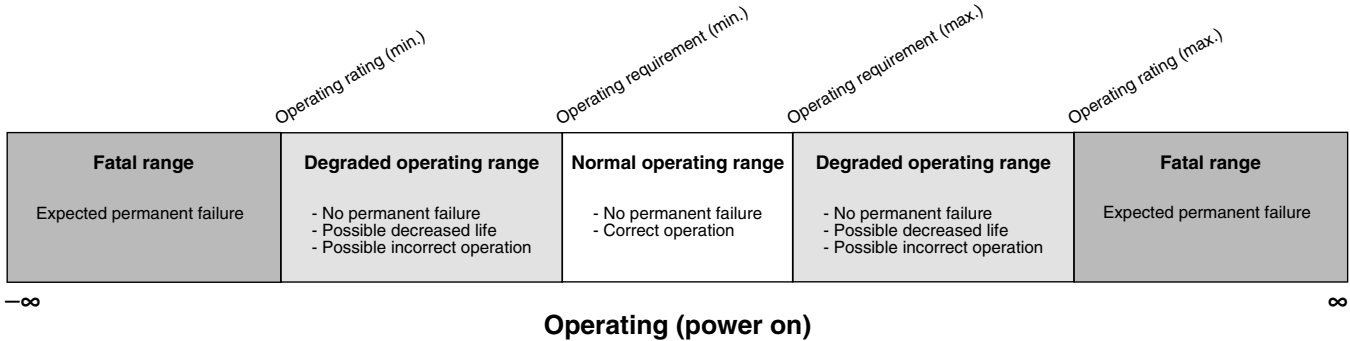 Operating rating (min.)
Operating requirement (min.)
Operating requirement (max.)
Operating rating (max.)
Fatal range
Expected permanent failure
Degraded operating range
- No permanent failure
- Possible decreased life
- Possible incorrect operation
Normal operating range
- No permanent failure
- Correct operation
Degraded operating range
- No permanent failure
- Possible decreased life
- Possible incorrect operation
Fatal range
Expected permanent failure
–∞
∞
Operating (power on)